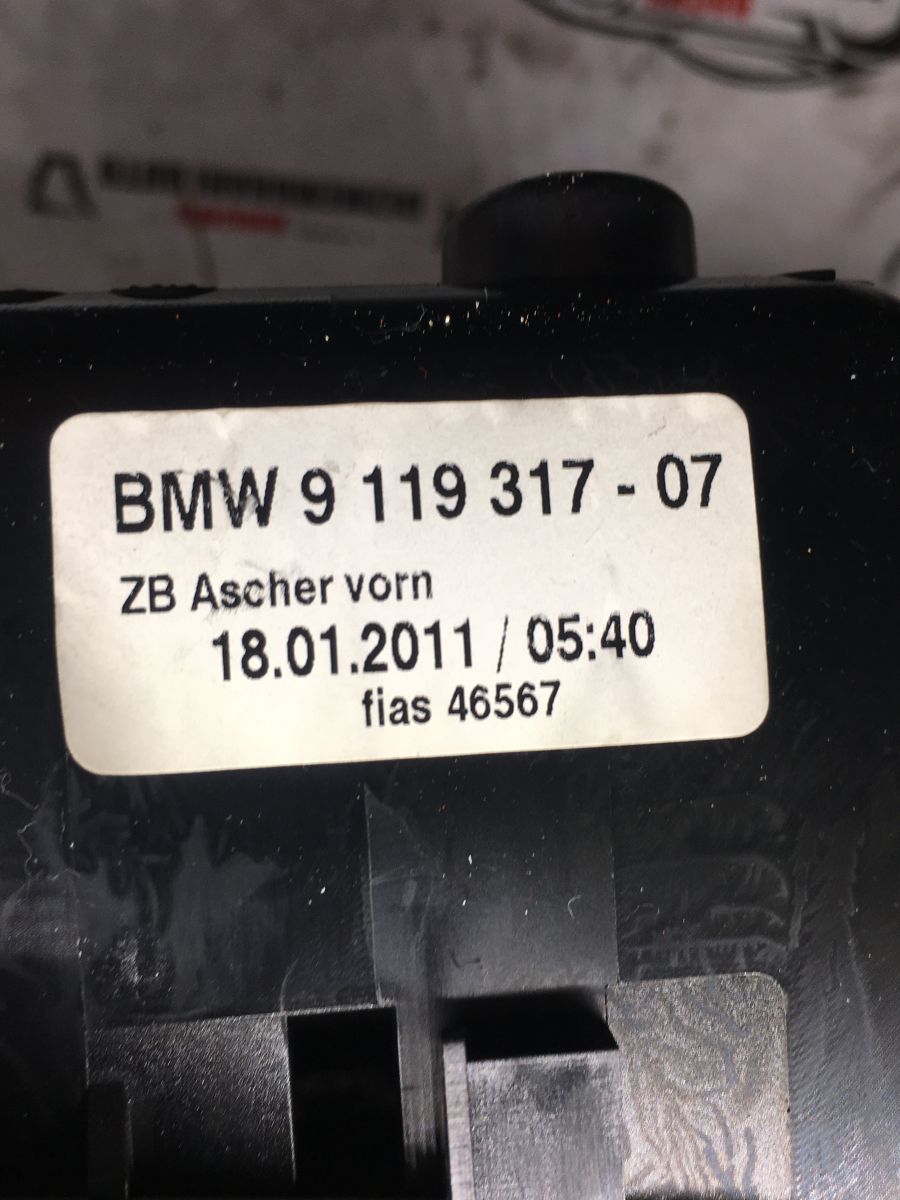 BMW 9 119 317 - 07
ZB Ascher vorn
18.01.2011 / 05:40
fias 46567